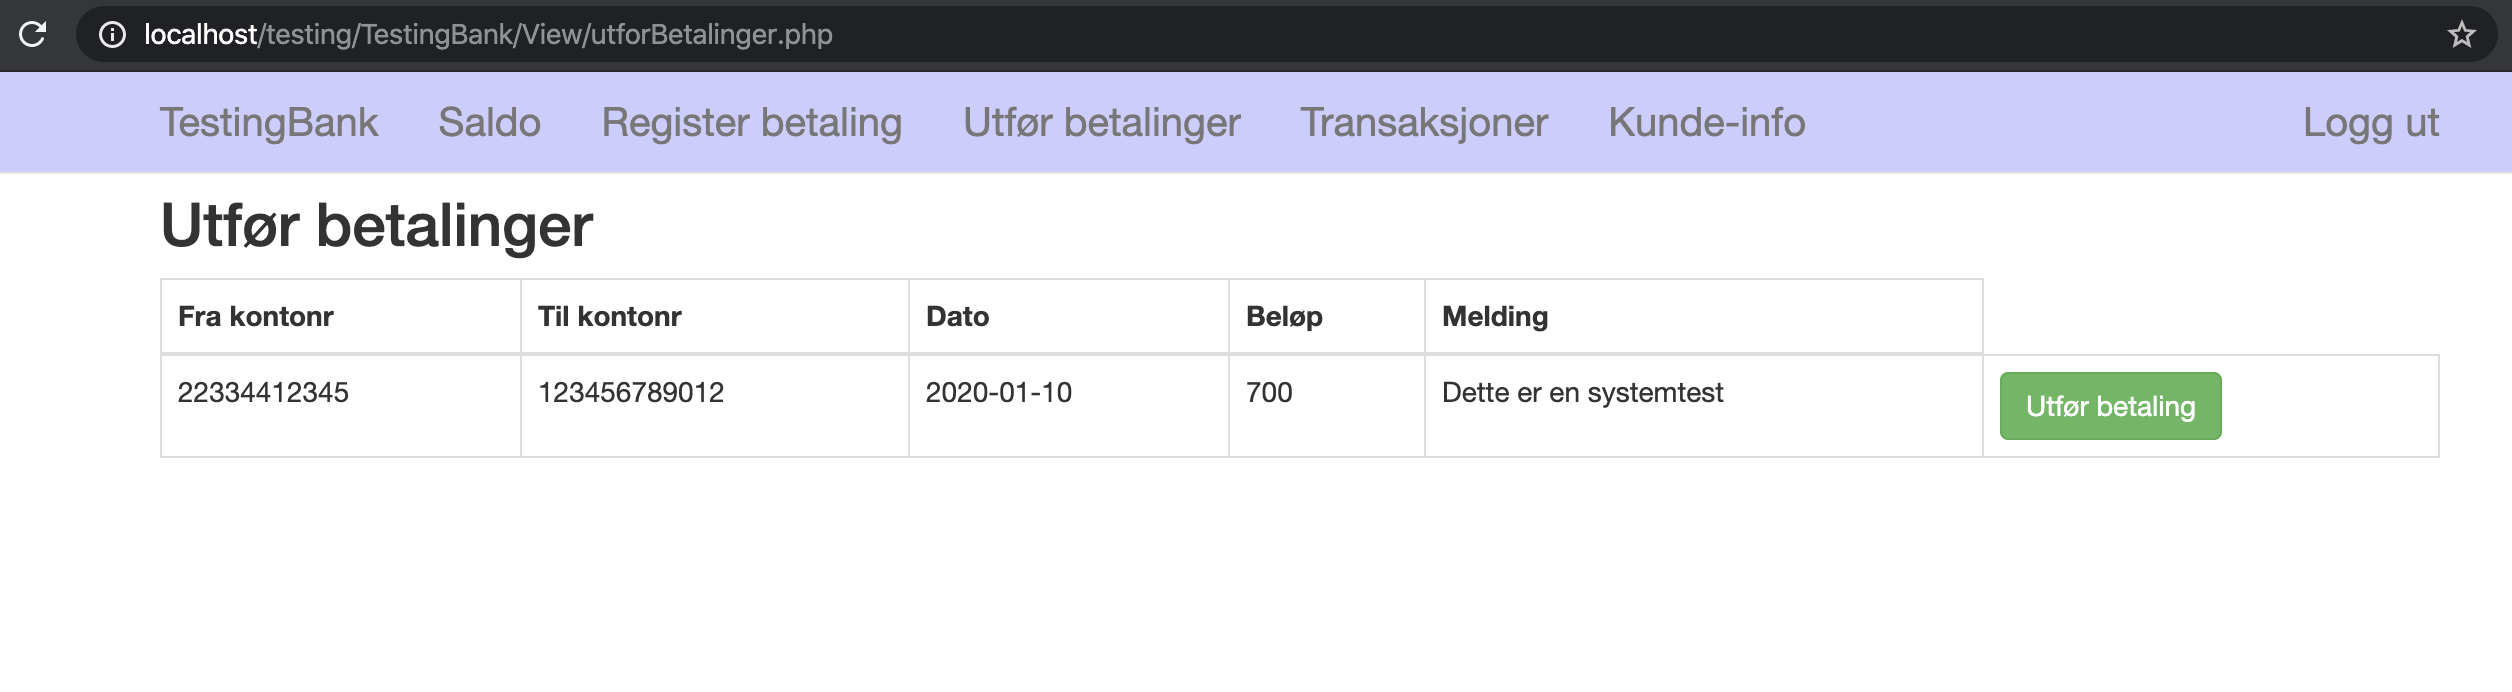 localhost/testing/TestingBank/View/utforBetalinger.php
TestingBank Saldo Register betaling Utfør betalinger Transaksjoner Kunde-info Logg ut
Utfør betalinger
Fra kontonr Til kontonr Dato Beløp Melding
22334412345 123456789012 2020-01-10 700 Dette er en systemtest Utfør betaling